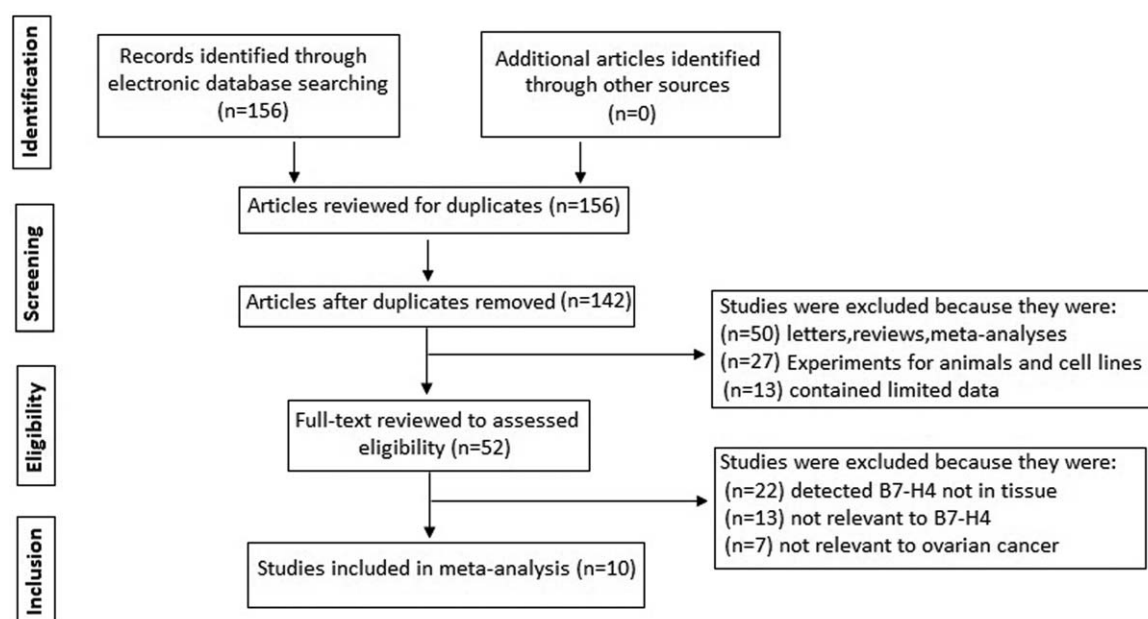 Identification
Records identified through
electronic database searching
(n=156)
Additional articles identified
through other sources
(n=0)
Articles reviewed for duplicates (n=156)
Screening
Articles after duplicates removed (n=142)
Studies were excluded because they were:
(n=50) letters,reviews,meta-analyses
(n=27) Experiments for animals and cell lines
(n=13) contained limited data
Eligibility
Full-text reviewed to assessed
eligibility (n=52)
Studies were excluded because they were:
(n=22) detected B7-H4 not in tissue
(n=13) not relevant to B7-H4
(n=7) not relevant to ovarian cancer
Inclusion
Studies included in meta-analysis (n=10)